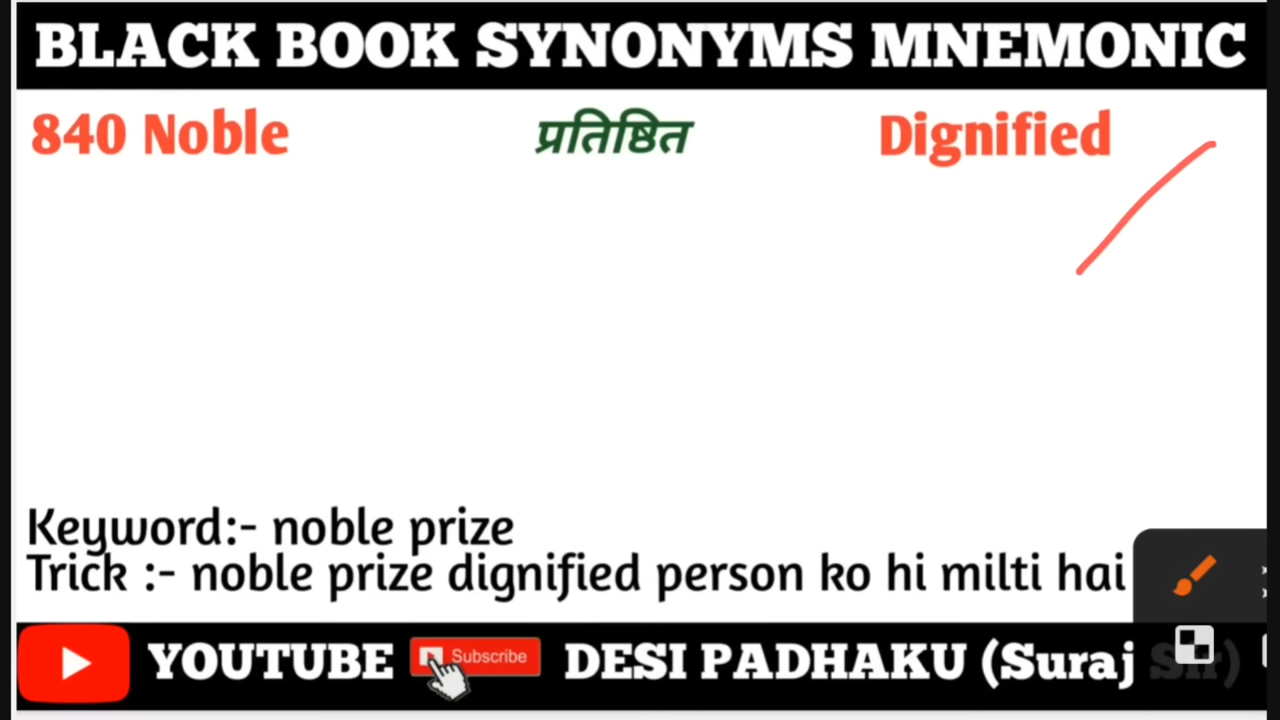 BLACK BOOK SYNONYMS MNEMONIC
840 Noble प्रतिष्ठित Dignified
Keyword:- noble prize
Trick :- noble prize dignified person ko hi milti hai
YOUTUBE Subscribe DESI PADHAKU (Suraj Sir)